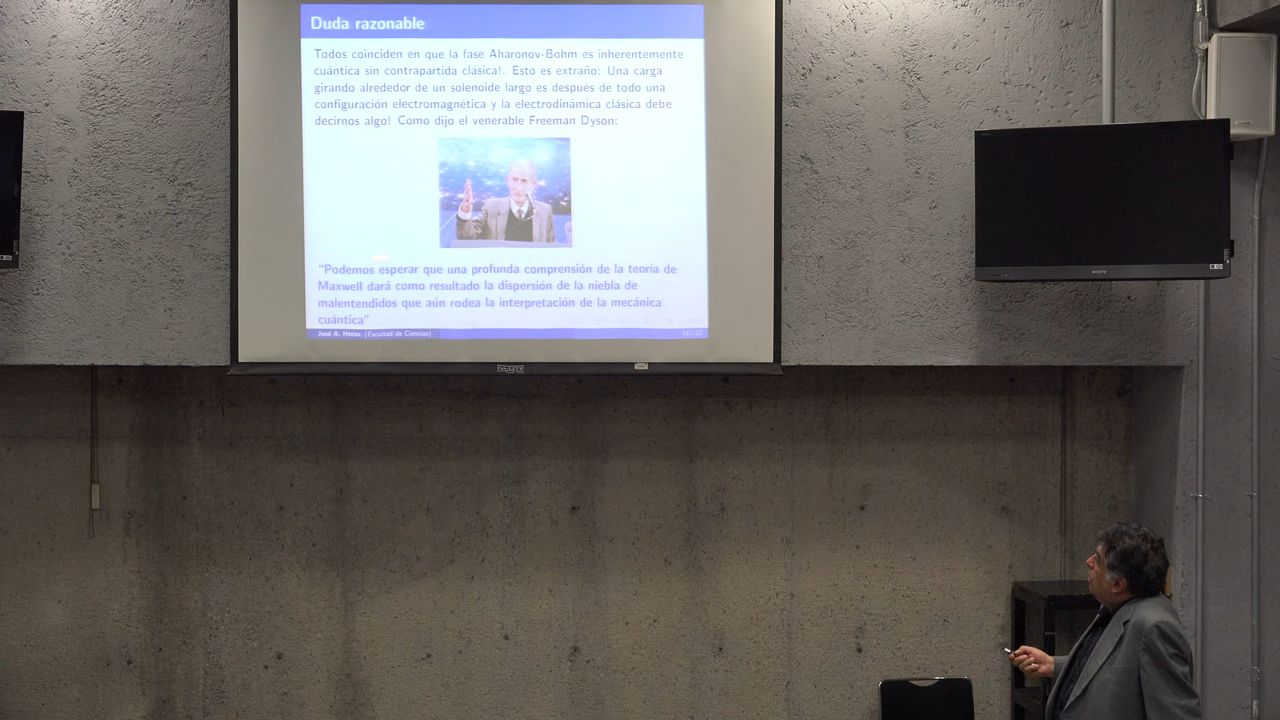 Duda razonable
Todos coinciden en que la fase Aharonov-Bohm es inherentemente
cuántica sin contrapartida clásica!. Esto es extraño: Una carga
girando alrededor de un solenoide largo es después de todo una
configuración electromagnética y la electrodinámica clásica debe
decirnos algo! Como dijo el venerable Freeman Dyson:
"Podemos esperar que una profunda comprensión de la teoría de
Maxwell dará como resultado la dispersión de la niebla de
malentendidos que aún rodea la interpretación de la mecánica
cuántica"
José A. Heras (Facultad de Ciencias)
SONY
DA-LITE